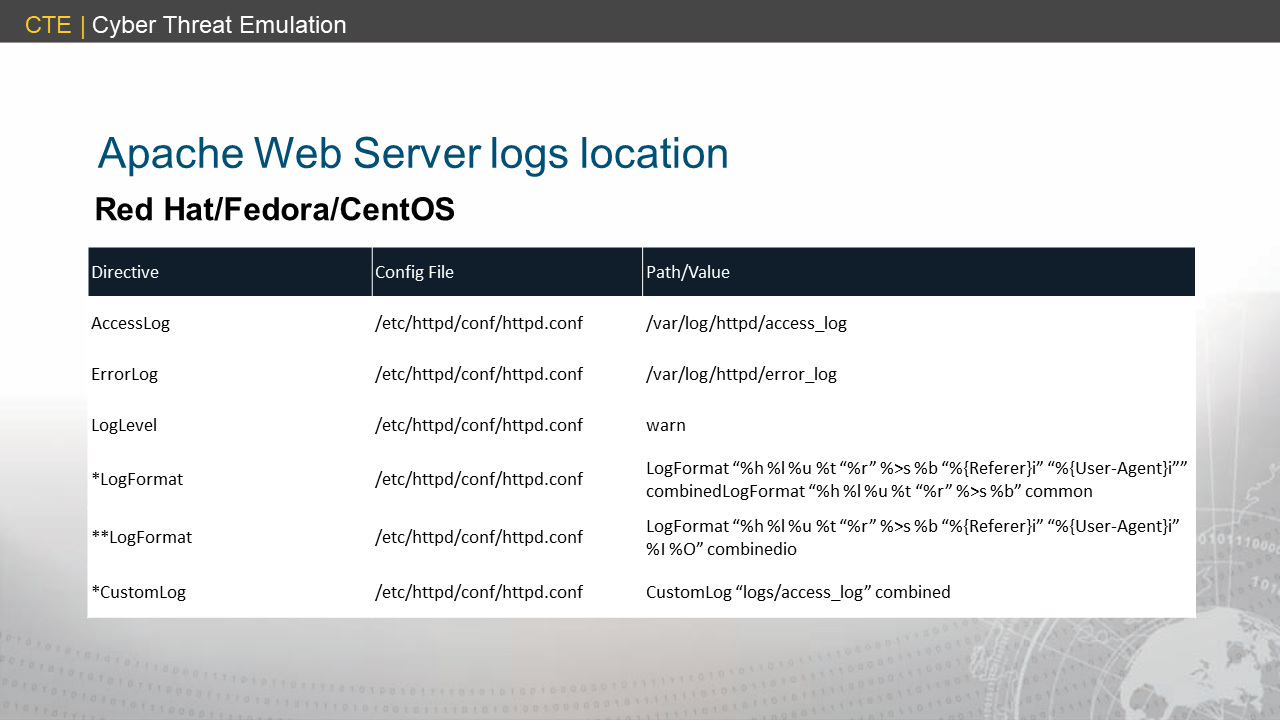 CTE | Cyber Threat Emulation
Apache Web Server logs location
Red Hat/Fedora/CentOS
Directive Config File Path/Value
AccessLog /etc/httpd/conf/httpd.conf /var/log/httpd/access_log
ErrorLog /etc/httpd/conf/httpd.conf /var/log/httpd/error_log
LogLevel /etc/httpd/conf/httpd.conf warn
*LogFormat /etc/httpd/conf/httpd.conf LogFormat “%h %l %u %t “%r” %>s %b “%{Referer}i” “%{User-Agent}i””
combinedLogFormat “%h %l %u %t “%r” %>s %b” common
**LogFormat /etc/httpd/conf/httpd.conf LogFormat “%h %l %u %t “%r” %>s %b “%{Referer}i” “%{User-Agent}i”
%I %O” combinedio
*CustomLog /etc/httpd/conf/httpd.conf CustomLog “logs/access_log” combined